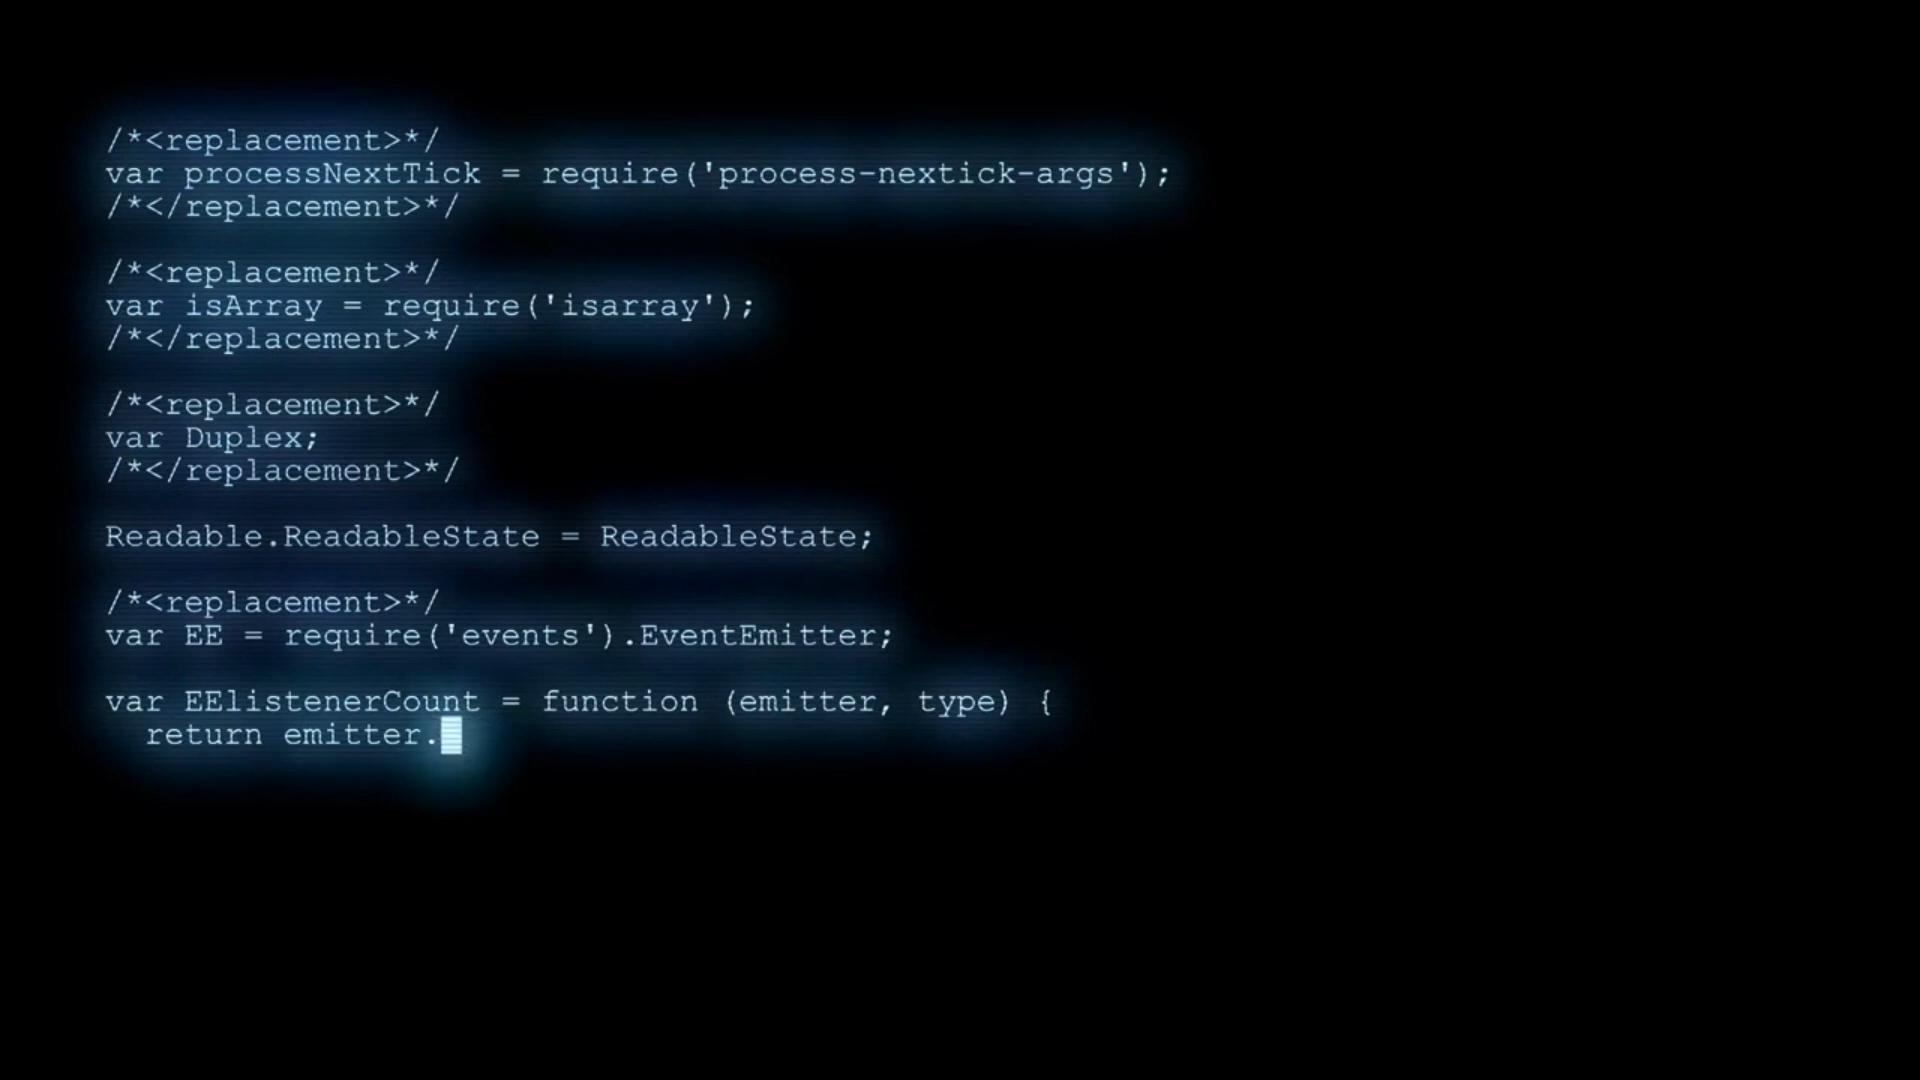 /*<replacement>*/
var processNextTick = require('process-nextick-args');
/*</replacement>*/
/*<replacement>*/
var isArray = require('isarray');
/*</replacement>*/
/*<replacement>*/
var Duplex;
/*</replacement>*/
Readable.ReadableState = ReadableState;
/*<replacement>*/
var EE = require('events').EventEmitter;
var EElistenerCount = function (emitter, type) {
  return emitter.